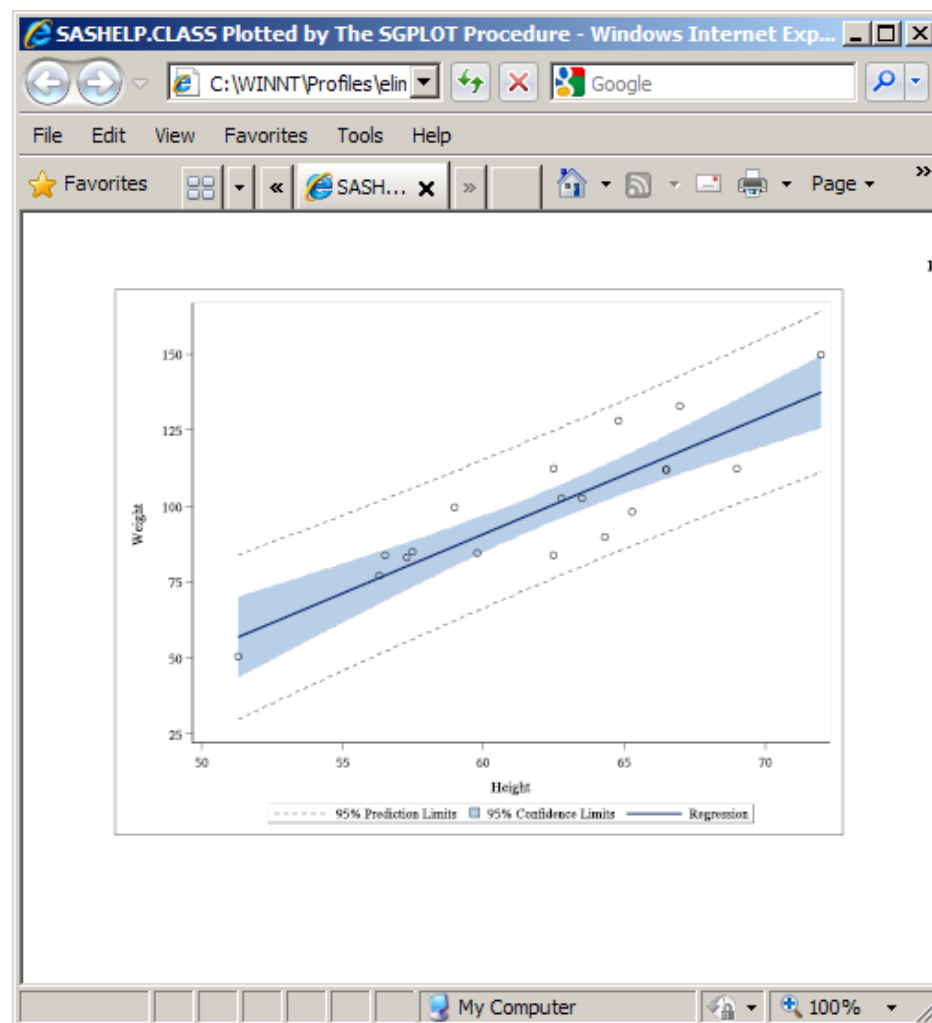 SASHELP.CLASS Plotted by The SGPLOT Procedure - Windows Internet Exp...
C:\WINNT\Profiles\elin
Google
File Edit View Favorites Tools Help
Favorites
SASH...
Page
1
150
125
100
75
50
25
Weight
50 55 60 65 70
Height
95% Prediction Limits 95% Confidence Limits Regression
My Computer
100%